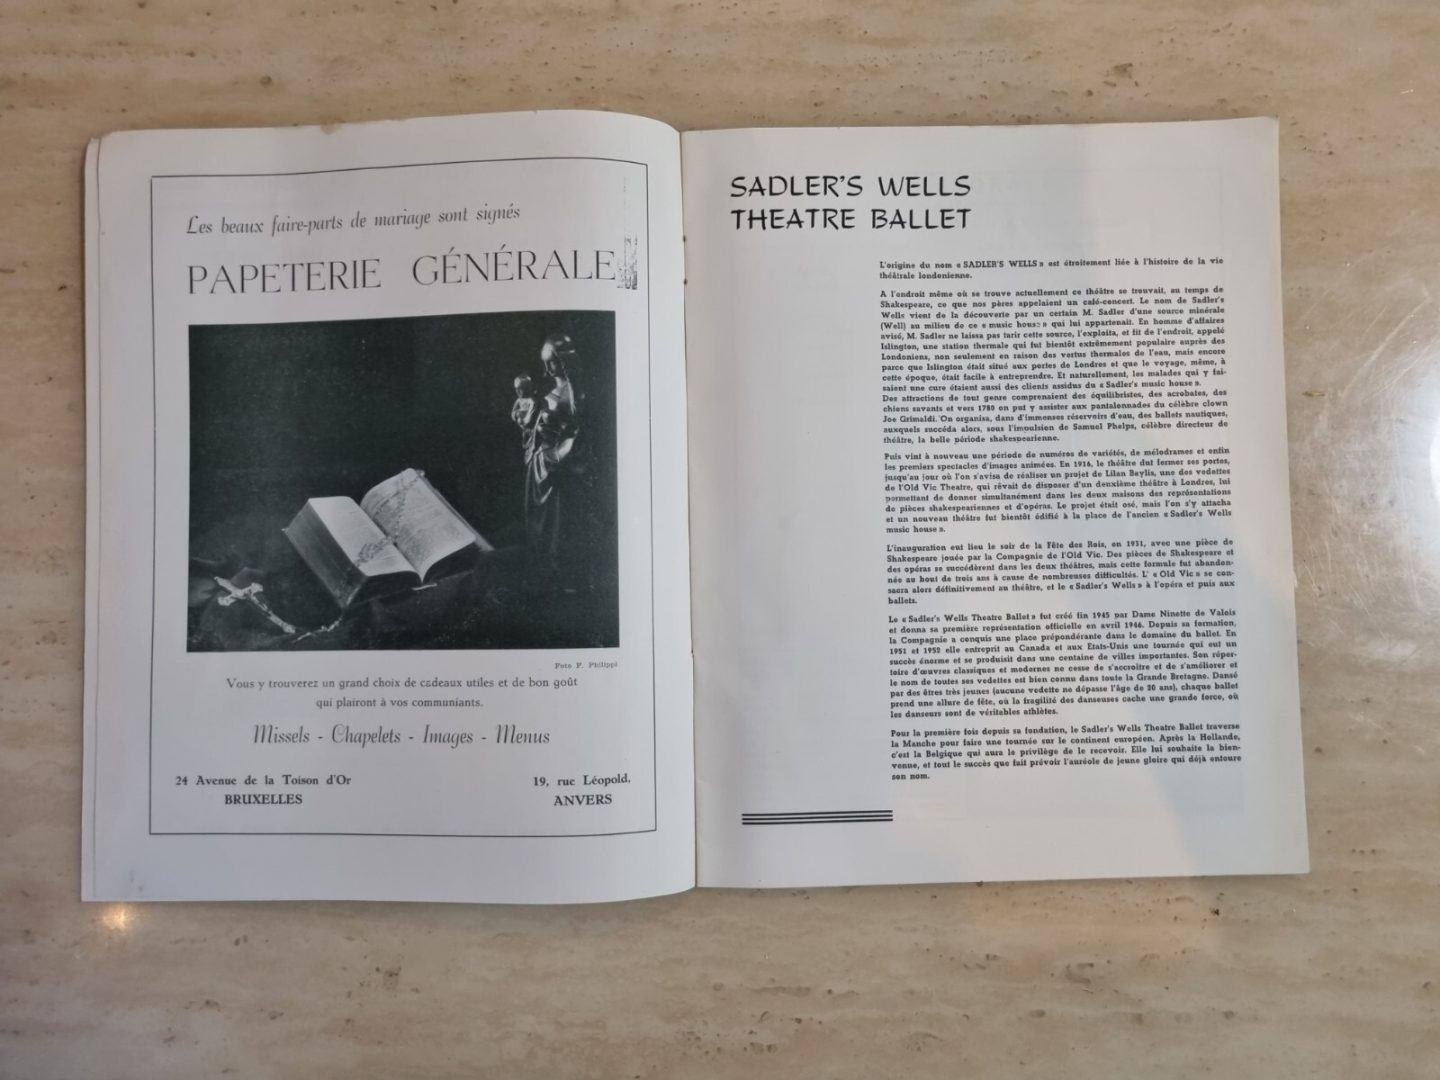 Les beaux faire-parts de mariage sont signés
PAPETERIE GÉNÉRALE
Foto F. Philippi
Vous y trouverez un grand choix de cadeaux utiles et de bon goût
qui plairont à vos communiants.
Missels - Chapelets - Images - Menus
24 Avenue de la Toison d'Or
BRUXELLES
19, rue Léopold,
ANVERS
SADLER'S WELLS
THEATRE BALLET
L'origine du nom « SADLER'S WELLS » est étroitement liée à l'histoire de la vie
théâtrale londonienne.
A l'endroit même où se trouve actuellement ce théâtre se trouvait, au temps de
Shakespeare, ce que nos pères appelaient un café-concert. Le nom de Sadler's
Wells vient de la découverte par un certain M. Sadler d'une source minérale
(Well) au milieu de ce « music house » qui lui appartenait. En homme d'affaires
avisé, M. Sadler ne laissa pas tarir cette source, l'exploita, et fit de l'endroit, appelé
Islington, une station thermale qui fut bientôt extrêmement populaire auprès des
Londoniens, non seulement en raison des vertus thermales de l'eau, mais encore
parce que Islington était situé aux portes de Londres et que le voyage, même, à
cette époque, était facile à entreprendre. Et naturellement, les malades qui y fai-
saient une cure étaient aussi des clients assidus du « Sadler's music house ».
Des attractions de tout genre comprenaient des équilibristes, des acrobates, des
chiens savants et vers 1780 on put y assister aux pantalonnades du célèbre clown
Joe Grimaldi. On organisa, dans d'immenses réservoirs d'eau, des ballets nautiques,
auxquels succéda alors, sous l'impulsion de Samuel Phelps, célèbre directeur de
théâtre, la belle période shakespearienne.
Puis vint à nouveau une période de numéros de variétés, de mélodrames et enfin
les premiers spectacles d'images animées. En 1916, le théâtre dut fermer ses portes,
jusqu'au jour où l'on s'avisa de réaliser un projet de Lilan Baylis, une des vedettes
de l'Old Vic Theatre, qui rêvait de disposer d'un deuxième théâtre à Londres, lui
permettant de donner simultanément dans les deux maisons des représentations
de pièces shakespeariennes et d'opéras. Le projet était osé, mais l'on s'y attacha
et un nouveau théâtre fut bientôt édifié à la place de l'ancien « Sadler's Wells
music house ».
L'inauguration eut lieu le soir de la Fête des Rois, en 1931, avec une pièce de
Shakespeare jouée par la Compagnie de l'Old Vic. Des pièces de Shakespeare et
des opéras se succédèrent dans les deux théâtres, mais cette formule fut abandon-
née au bout de trois ans à cause de nombreuses difficultés. L' « Old Vic » se con-
sacra alors définitivement au théâtre, et le « Sadler's Wells » à l'opéra et puis aux
ballets.
Le « Sadler's Wells Theatre Ballet » fut créé fin 1945 par Dame Ninette de Valois
et donna sa première représentation officielle en avril 1946. Depuis sa formation,
la Compagnie a conquis une place prépondérante dans le domaine du ballet. En
1951 et 1952 elle entreprit au Canada et aux Etats-Unis une tournée qui eut un
succès énorme et se produisit dans une centaine de villes importantes. Son réper-
toire d'œuvres classiques et modernes ne cesse de s'accroître et de s'améliorer et
le nom de toutes ses vedettes est bien connu dans toute la Grande Bretagne. Dansé
par des êtres très jeunes (aucune vedette ne dépasse l'âge de 20 ans), chaque ballet
prend une allure de fête, où la fragilité des danseuses cache une grande force, où
les danseurs sont de véritables athlètes.
Pour la première fois depuis sa fondation, le Sadler's Wells Theatre Ballet traverse
la Manche pour faire une tournée sur le continent européen. Après la Hollande,
c'est la Belgique qui aura le privilège de le recevoir. Elle lui souhaite la bien-
venue, et tout le succès que fait prévoir l'auréole de jeune gloire qui déjà entoure
son nom.